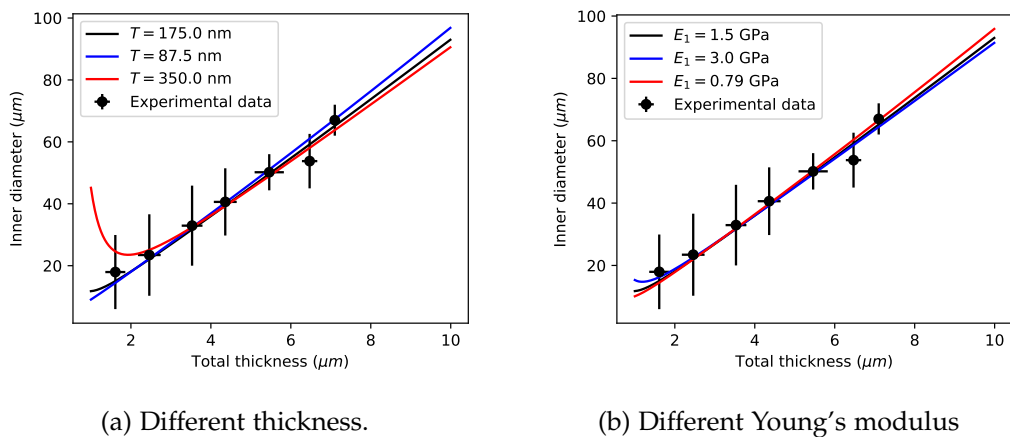 100
80
60
40
20
Inner diameter (μm)
T = 175.0 nm
T = 87.5 nm
T = 350.0 nm
Experimental data
2 4 6 8 10
Total thickness (μm)
(a) Different thickness.
100
80
60
40
20
Inner diameter (μm)
E₁ = 1.5 GPa
E₁ = 3.0 GPa
E₁ = 0.79 GPa
Experimental data
2 4 6 8 10
Total thickness (μm)
(b) Different Young's modulus